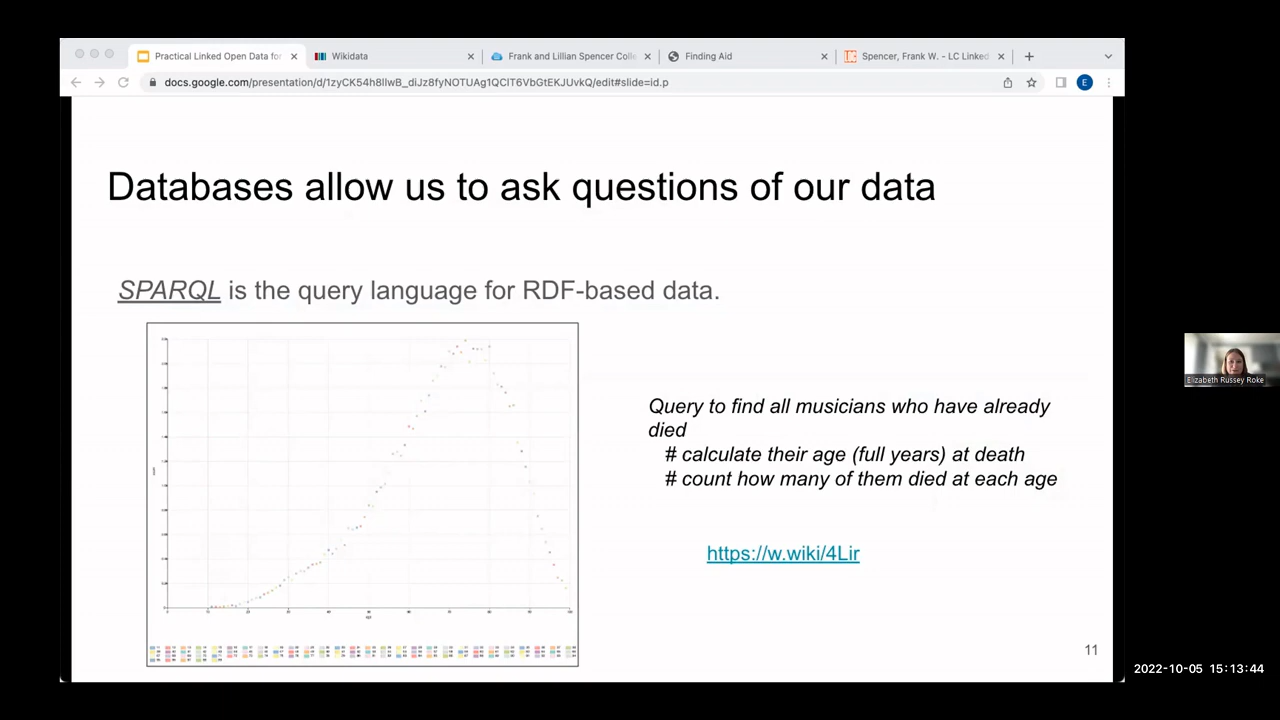 Practical Linked Open Data for
Wikidata
Frank and Lillian Spencer Colle
Finding Aid
Spencer, Frank W. - LC Linked
docs.google.com/presentation/d/1zyCK54h8IlwB_diJz8fyNOTUAg1QCIT6VbGtEKJUvkQ/edit#slide=id.p
E
Databases allow us to ask questions of our data
SPARQL is the query language for RDF-based data.
Query to find all musicians who have already
died
# calculate their age (full years) at death
# count how many of them died at each age
https://w.wiki/4Lir
11
Elizabeth Russey Roke
2022-10-05 15:13:44